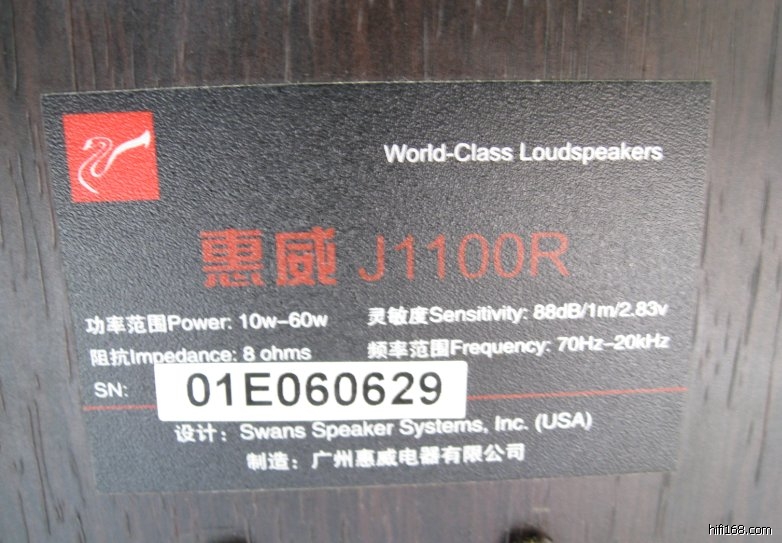 World-Class Loudspeakers
惠威 J1100R
功率范围Power: 10w-60w 灵敏度Sensitivity: 88dB/1m/2.83v
阻抗Impedance: 8 ohms 频率范围Frequency: 70Hz-20kHz
SN: 01E060629
设计：Swans Speaker Systems, Inc. (USA)
制造：广州惠威电器有限公司
hifi168.com